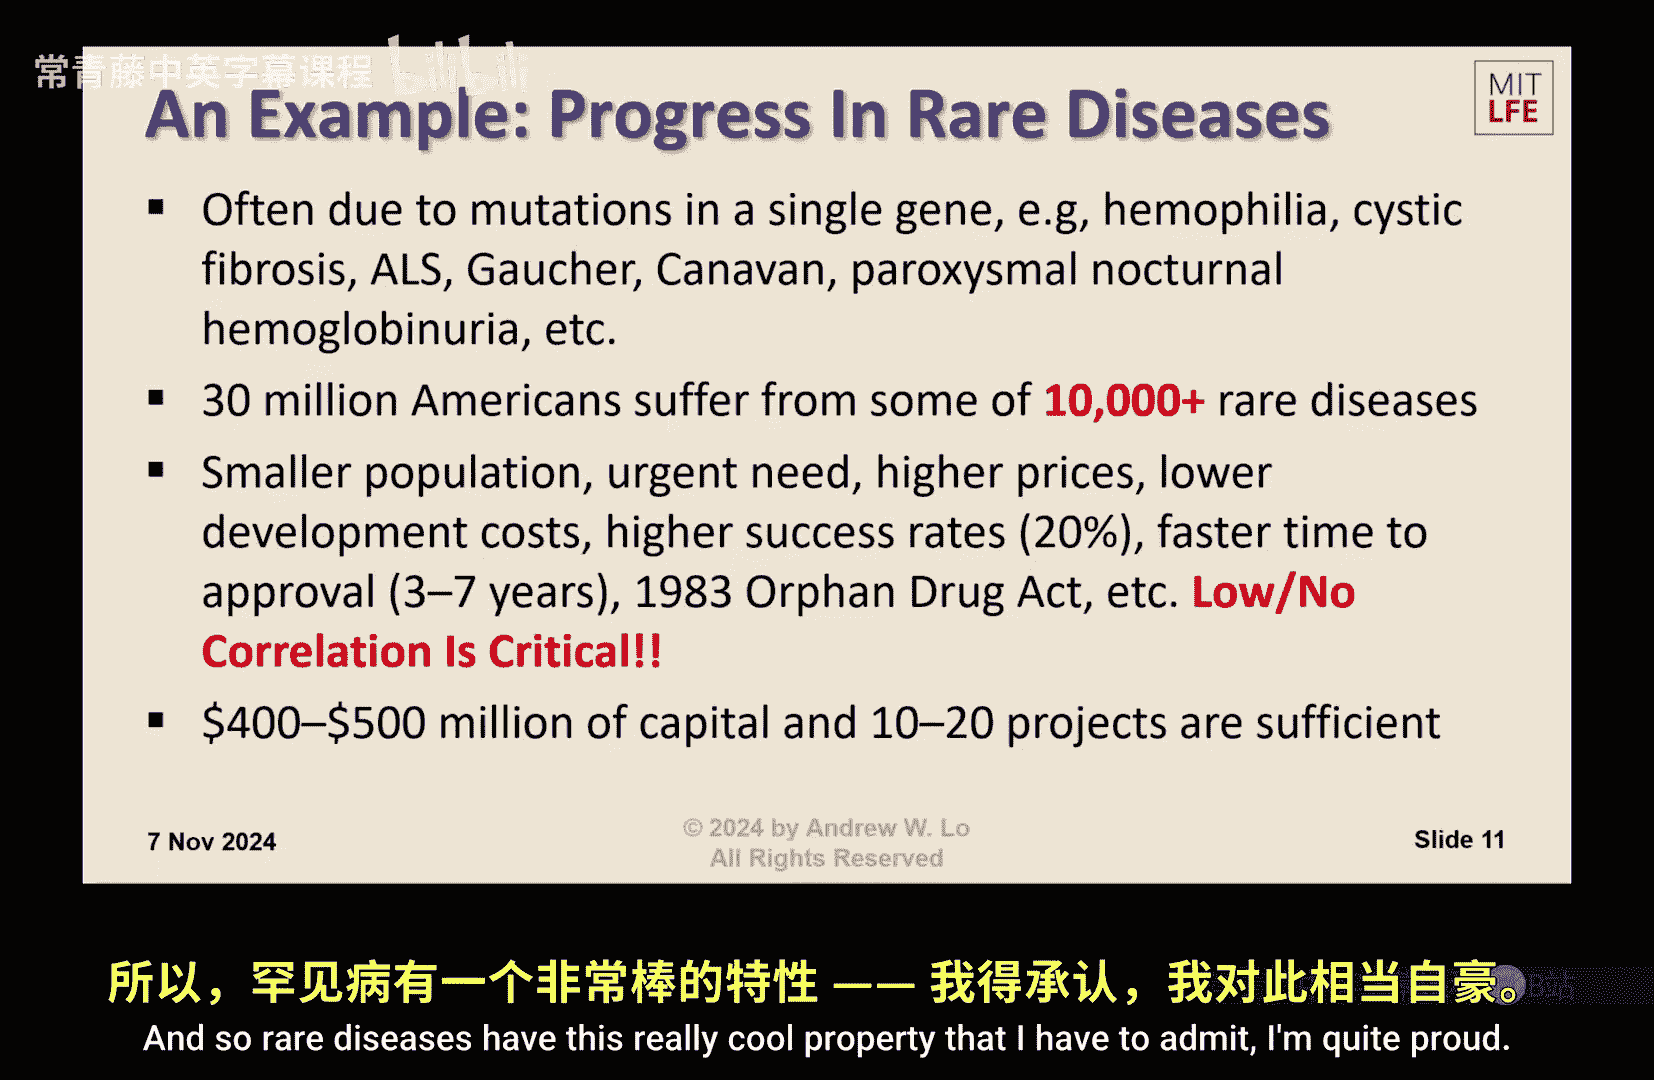 常青藤中英字幕课程 bilibili
An Example: Progress In Rare Diseases
MIT
LFE
▪ Often due to mutations in a single gene, e.g, hemophilia, cystic
fibrosis, ALS, Gaucher, Canavan, paroxysmal nocturnal
hemoglobinuria, etc.
▪ 30 million Americans suffer from some of 10,000+ rare diseases
▪ Smaller population, urgent need, higher prices, lower
development costs, higher success rates (20%), faster time to
approval (3–7 years), 1983 Orphan Drug Act, etc. Low/No
Correlation Is Critical!!
▪ $400–$500 million of capital and 10–20 projects are sufficient
7 Nov 2024
© 2024 by Andrew W. Lo
All Rights Reserved
Slide 11
所以，罕见病有一个非常棒的特性 —— 我得承认，我对此相当自豪。
B站
And so rare diseases have this really cool property that I have to admit, I'm quite proud.